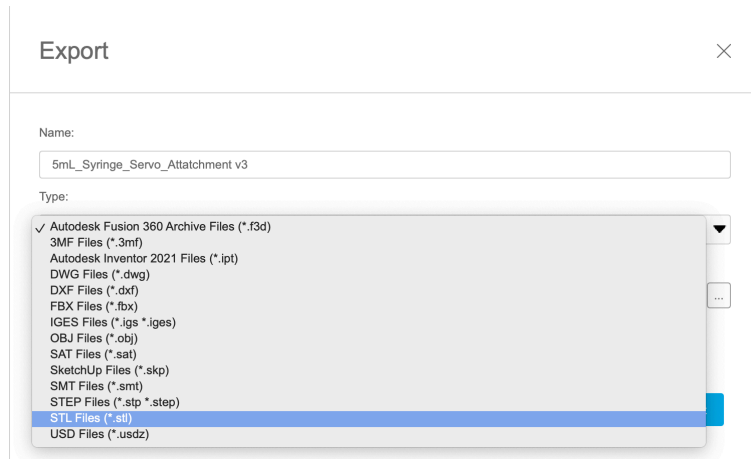 Export
Name:
5mL_Syringe_Servo_Attatchment v3
Type:
Autodesk Fusion 360 Archive Files (*.f3d)
3MF Files (*.3mf)
Autodesk Inventor 2021 Files (*.ipt)
DWG Files (*.dwg)
DXF Files (*.dxf)
FBX Files (*.fbx)
IGES Files (*.igs *.iges)
OBJ Files (*.obj)
SAT Files (*.sat)
SketchUp Files (*.skp)
SMT Files (*.smt)
STEP Files (*.stp *.step)
STL Files (*.stl)
USD Files (*.usdz)
...